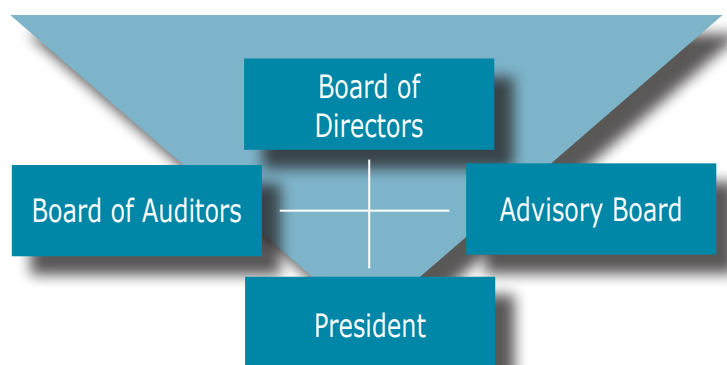 Board of
Directors
Board of Auditors
Advisory Board
President